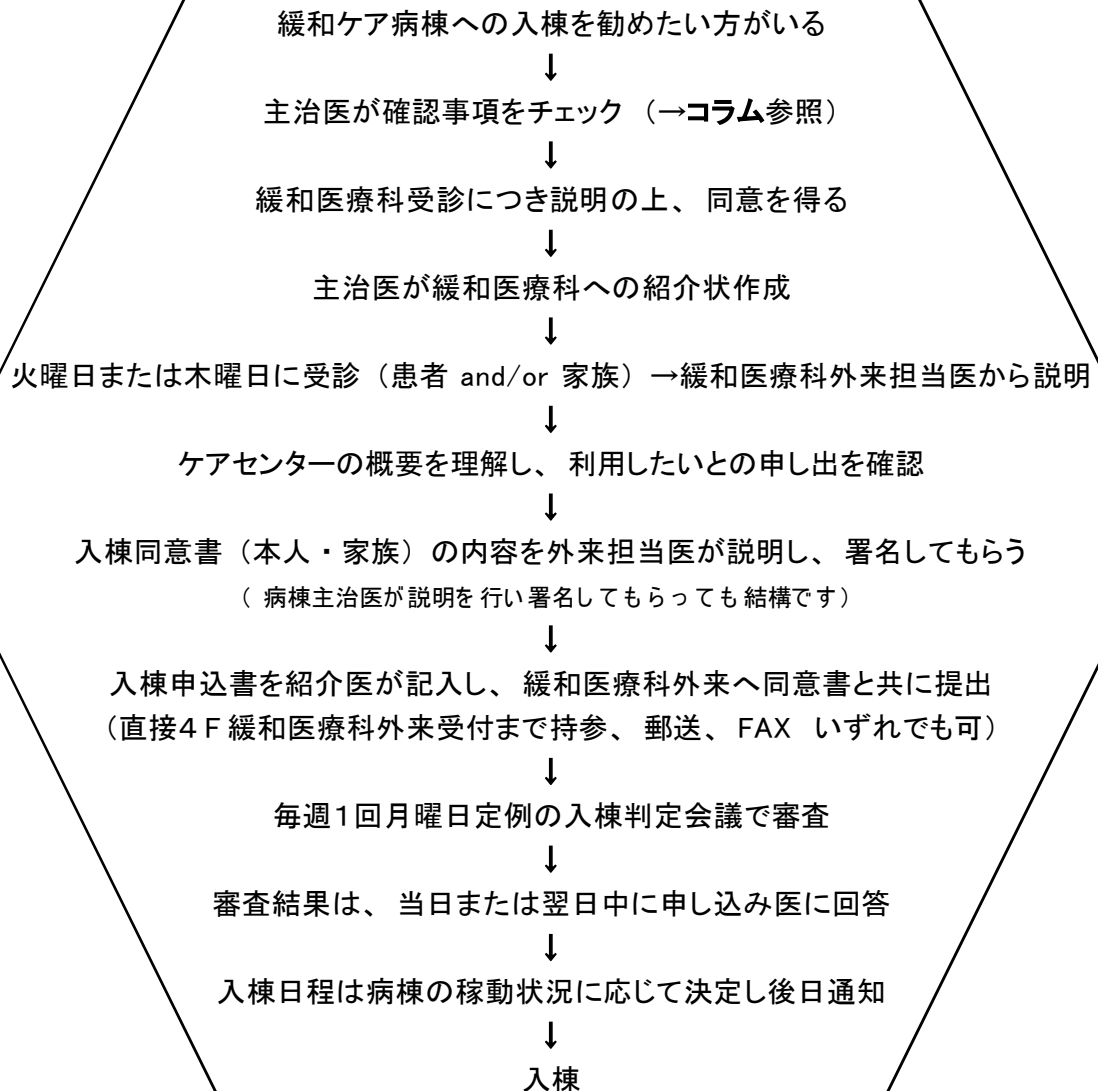 緩和ケア病棟への入棟を勧めたい方がいる
↓
主治医が確認事項をチェック（→コラム参照）
↓
緩和医療科受診につき説明の上、同意を得る
↓
主治医が緩和医療科への紹介状作成
↓
火曜日または木曜日に受診（患者 and/or 家族）→緩和医療科外来担当医から説明
↓
ケアセンターの概要を理解し、利用したいとの申し出を確認
↓
入棟同意書（本人・家族）の内容を外来担当医が説明し、署名してもらう
（病棟主治医が説明を行い署名してもらっても結構です）
↓
入棟申込書を紹介医が記入し、緩和医療科外来へ同意書と共に提出
（直接４Ｆ緩和医療科外来受付まで持参、郵送、FAX いずれでも可）
↓
毎週１回月曜日定例の入棟判定会議で審査
↓
審査結果は、当日または翌日中に申し込み医に回答
↓
入棟日程は病棟の稼動状況に応じて決定し後日通知
↓
入棟